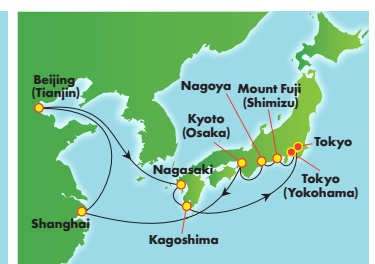 Beijing
(Tianjin)
Nagoya
Mount Fuji
(Shimizu)
Kyoto
(Osaka)
Tokyo
Nagasaki
Tokyo
(Yokohama)
Shanghai
Kagoshima